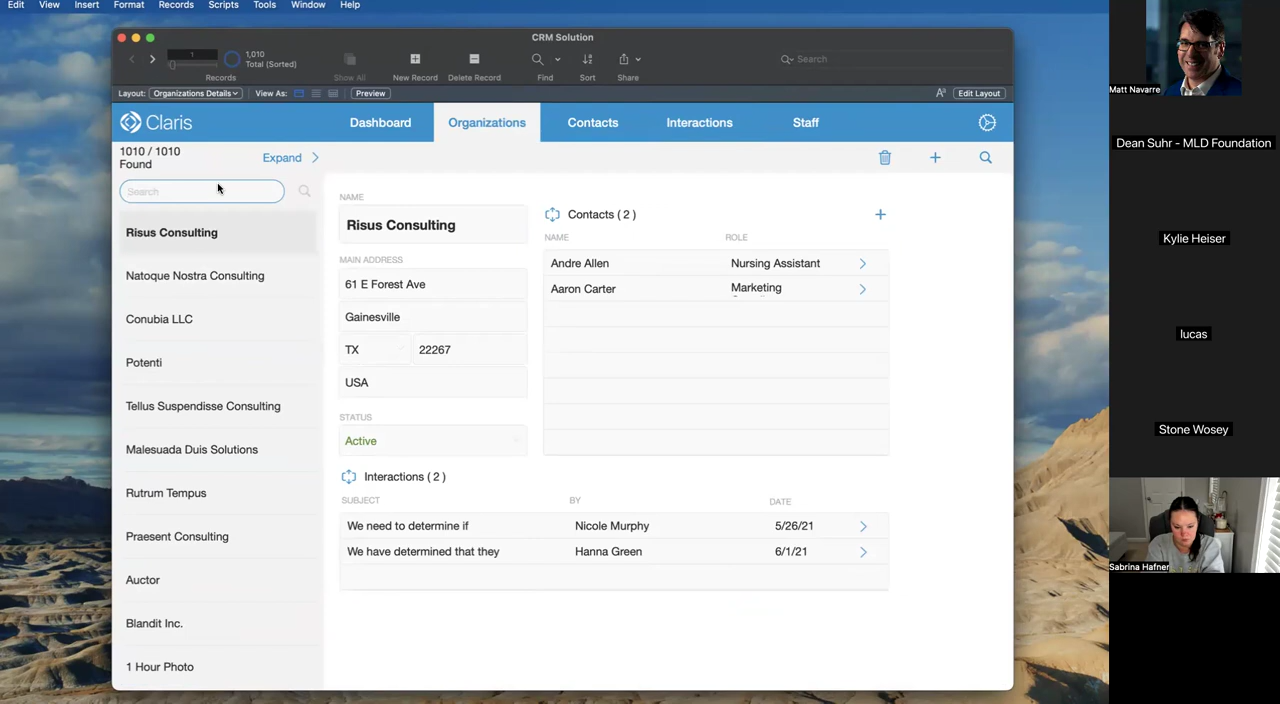 Edit View Insert Format Records Scripts Tools Window Help
CRM Solution
1
1,010
Total (Sorted)
Records
Show All
New Record
Delete Record
Find
Sort
Share
Search
Layout: Organizations Details
View As:
Preview
Aa
Edit Layout
Claris
Dashboard
Organizations
Contacts
Interactions
Staff
1010 / 1010
Found
Expand
Search
Risus Consulting
Natoque Nostra Consulting
Conubia LLC
Potenti
Tellus Suspendisse Consulting
Malesuada Duis Solutions
Rutrum Tempus
Praesent Consulting
Auctor
Blandit Inc.
1 Hour Photo
NAME
Risus Consulting
MAIN ADDRESS
61 E Forest Ave
Gainesville
TX 22267
USA
STATUS
Active
Contacts ( 2 )
NAME ROLE
Andre Allen Nursing Assistant
Aaron Carter Marketing
Interactions ( 2 )
SUBJECT BY DATE
We need to determine if Nicole Murphy 5/26/21
We have determined that they Hanna Green 6/1/21
Matt Navarre
Dean Suhr - MLD Foundation
Kylie Heiser
lucas
Stone Wosey
Sabrina Hafner